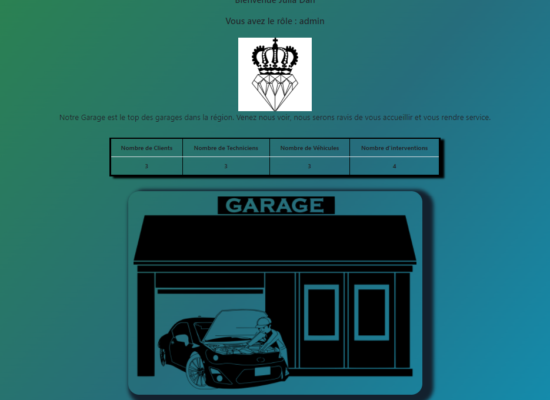 Bienvenue Julia Dan
Vous avez le rôle : admin
Notre Garage est le top des garages dans la région. Venez nous voir, nous serons ravis de vous accueillir et vous rendre service.
Nombre de Clients Nombre de Techniciens Nombre de Véhicules Nombre d'interventions
3 3 3 4
GARAGE